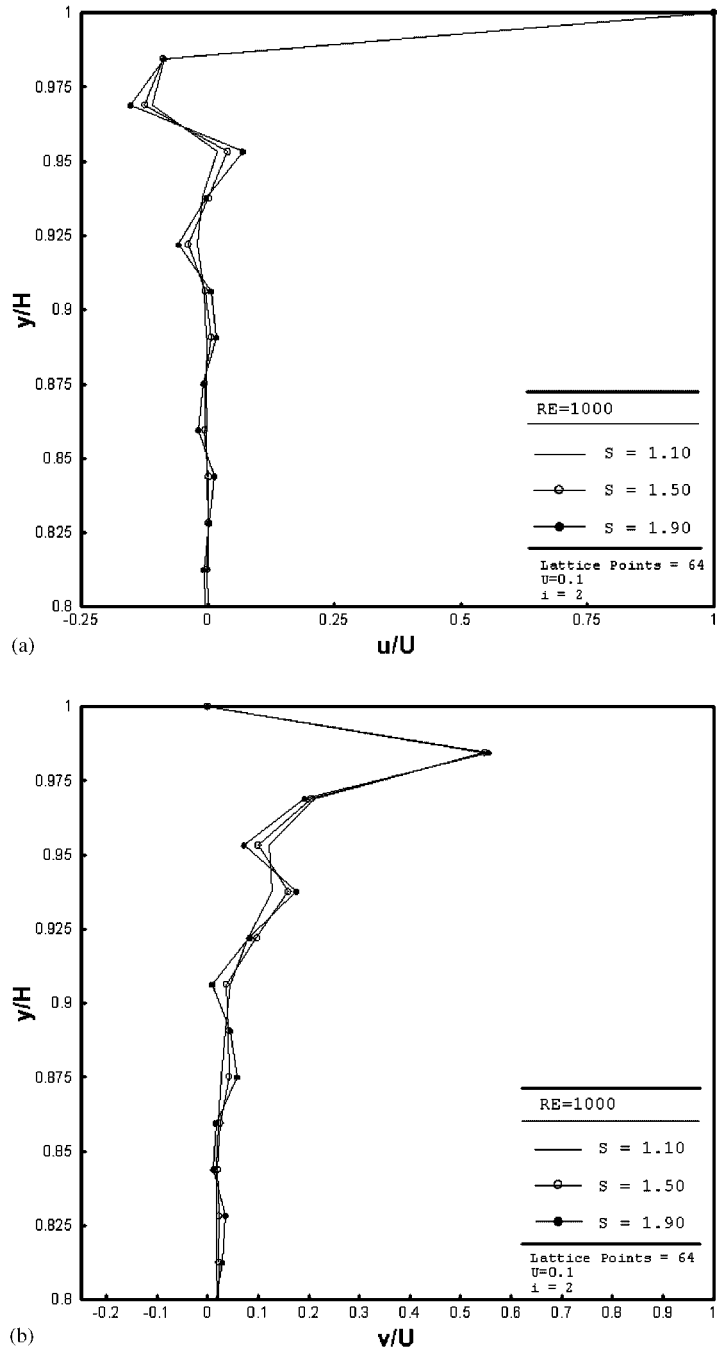 1
0.975
0.95
0.925
0.9
0.875
0.85
0.825
0.8
y/H
-0.25 0 0.25 0.5 0.75 1
u/U
RE=1000
S = 1.10
S = 1.50
S = 1.90
Lattice Points = 64
U=0.1
i = 2
(a)
1
0.975
0.95
0.925
0.9
0.875
0.85
0.825
0.8
y/H
-0.2 -0.1 0 0.1 0.2 0.3 0.4 0.5 0.6 0.7 0.8 0.9 1
v/U
RE=1000
S = 1.10
S = 1.50
S = 1.90
Lattice Points = 64
U=0.1
i = 2
(b)